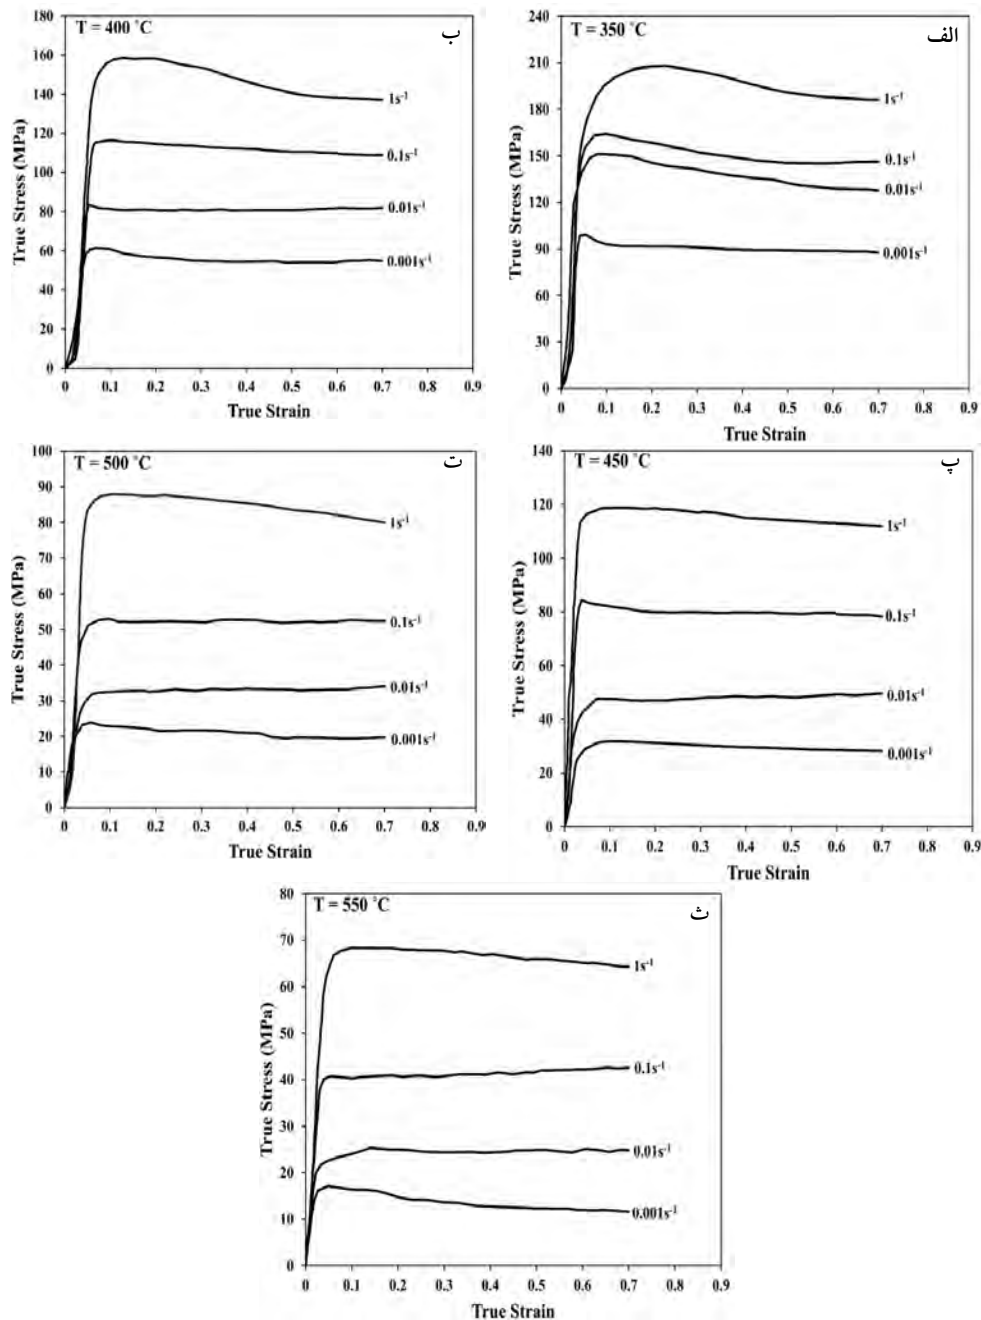 الف
T = 350 ˚C
True Stress (MPa)
240
210
180
150
120
90
60
30
0
1s⁻¹
0.1s⁻¹
0.01s⁻¹
0.001s⁻¹
0 0.1 0.2 0.3 0.4 0.5 0.6 0.7 0.8 0.9
True Strain
ب
T = 400 ˚C
True Stress (MPa)
180
160
140
120
100
80
60
40
20
0
1s⁻¹
0.1s⁻¹
0.01s⁻¹
0.001s⁻¹
0 0.1 0.2 0.3 0.4 0.5 0.6 0.7 0.8 0.9
True Strain
پ
T = 450 ˚C
True Stress (MPa)
140
120
100
80
60
40
20
0
1s⁻¹
0.1s⁻¹
0.01s⁻¹
0.001s⁻¹
0 0.1 0.2 0.3 0.4 0.5 0.6 0.7 0.8 0.9
True Strain
ت
T = 500 ˚C
True Stress (MPa)
100
90
80
70
60
50
40
30
20
10
0
1s⁻¹
0.1s⁻¹
0.01s⁻¹
0.001s⁻¹
0 0.1 0.2 0.3 0.4 0.5 0.6 0.7 0.8 0.9
True Strain
ث
T = 550 ˚C
True Stress (MPa)
80
70
60
50
40
30
20
10
0
1s⁻¹
0.1s⁻¹
0.01s⁻¹
0.001s⁻¹
0 0.1 0.2 0.3 0.4 0.5 0.6 0.7 0.8 0.9
True Strain